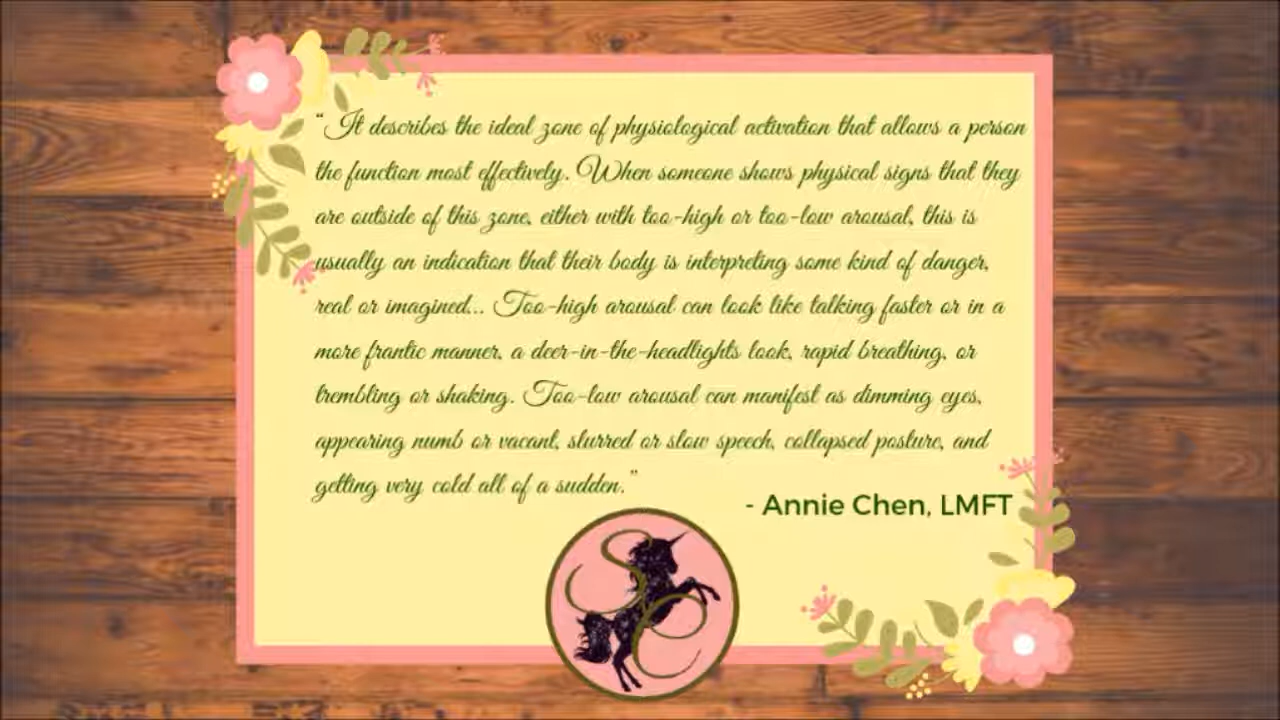 “It describes the ideal zone of physiological activation that allows a person
the function most effectively. When someone shows physical signs that they
are outside of this zone, either with too-high or too-low arousal, this is
usually an indication that their body is interpreting some kind of danger,
real or imagined... Too-high arousal can look like talking faster or in a
more frantic manner, a deer-in-the-headlights look, rapid breathing, or
trembling or shaking. Too-low arousal can manifest as dimming eyes,
appearing numb or vacant, slurred or slow speech, collapsed posture, and
getting very cold all of a sudden.”
- Annie Chen, LMFT